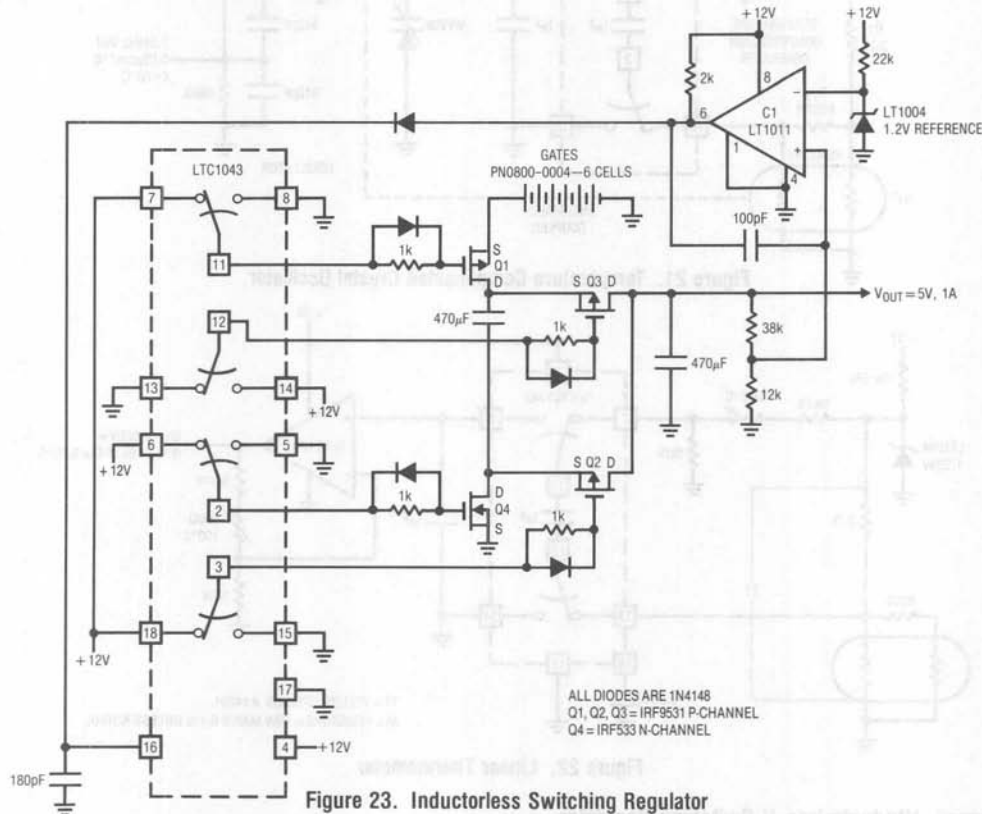 +12V
+12V
2k
8
22k
6
−
C1
LT1011
LT1004
1.2V REFERENCE
1
+
4
LTC1043
GATES
PN0800-0004—6 CELLS
100pF
7
8
11
1k
S
Q1
D
S Q3 D
VOUT = 5V, 1A
470µF
12
1k
38k
470µF
13
14
+12V
12k
6
5
+12V
S Q2 D
D
Q4
S
2
1k
1k
3
18
15
+12V
17
ALL DIODES ARE 1N4148
Q1, Q2, Q3 = IRF9531 P-CHANNEL
Q4 = IRF533 N-CHANNEL
16
4
+12V
180pF
Figure 23. Inductorless Switching Regulator